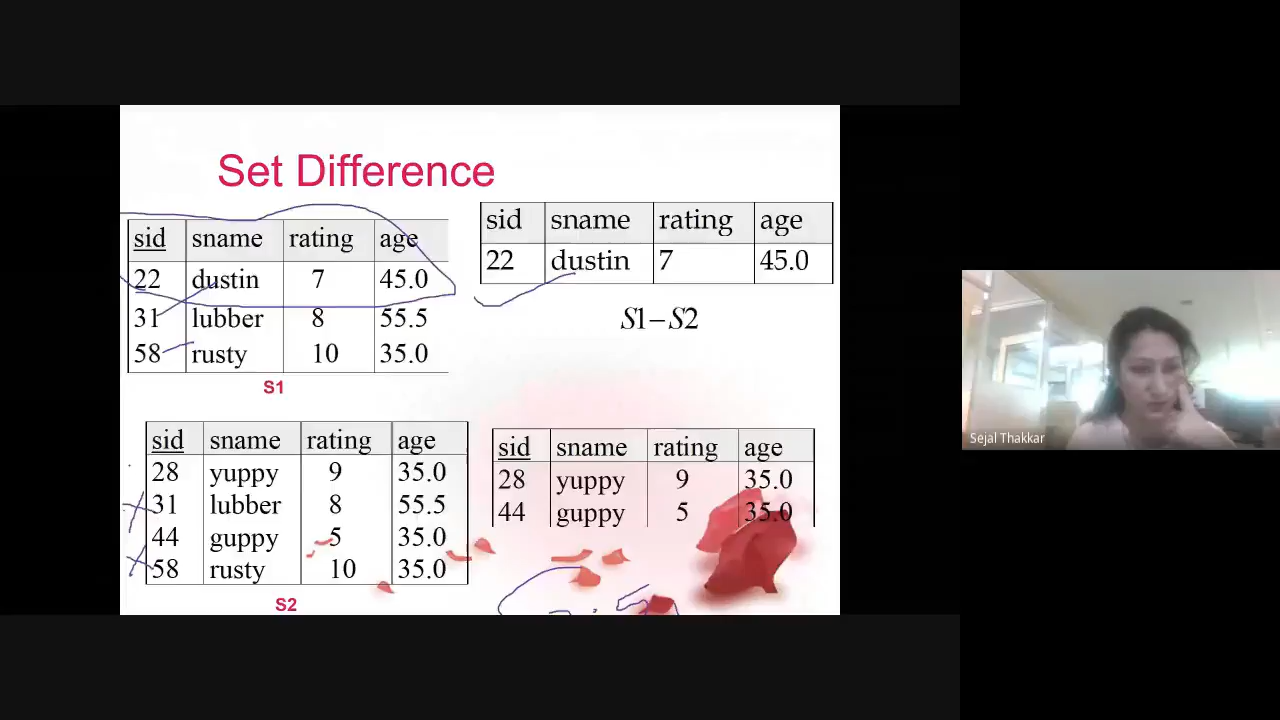 Set Difference
sid sname rating age
22 dustin 7 45.0
31 lubber 8 55.5
58 rusty 10 35.0
S1
sid sname rating age
22 dustin 7 45.0
S1–S2
sid sname rating age
28 yuppy 9 35.0
31 lubber 8 55.5
44 guppy 5 35.0
58 rusty 10 35.0
S2
sid sname rating age
28 yuppy 9 35.0
44 guppy 5 35.0
Sejal Thakkar